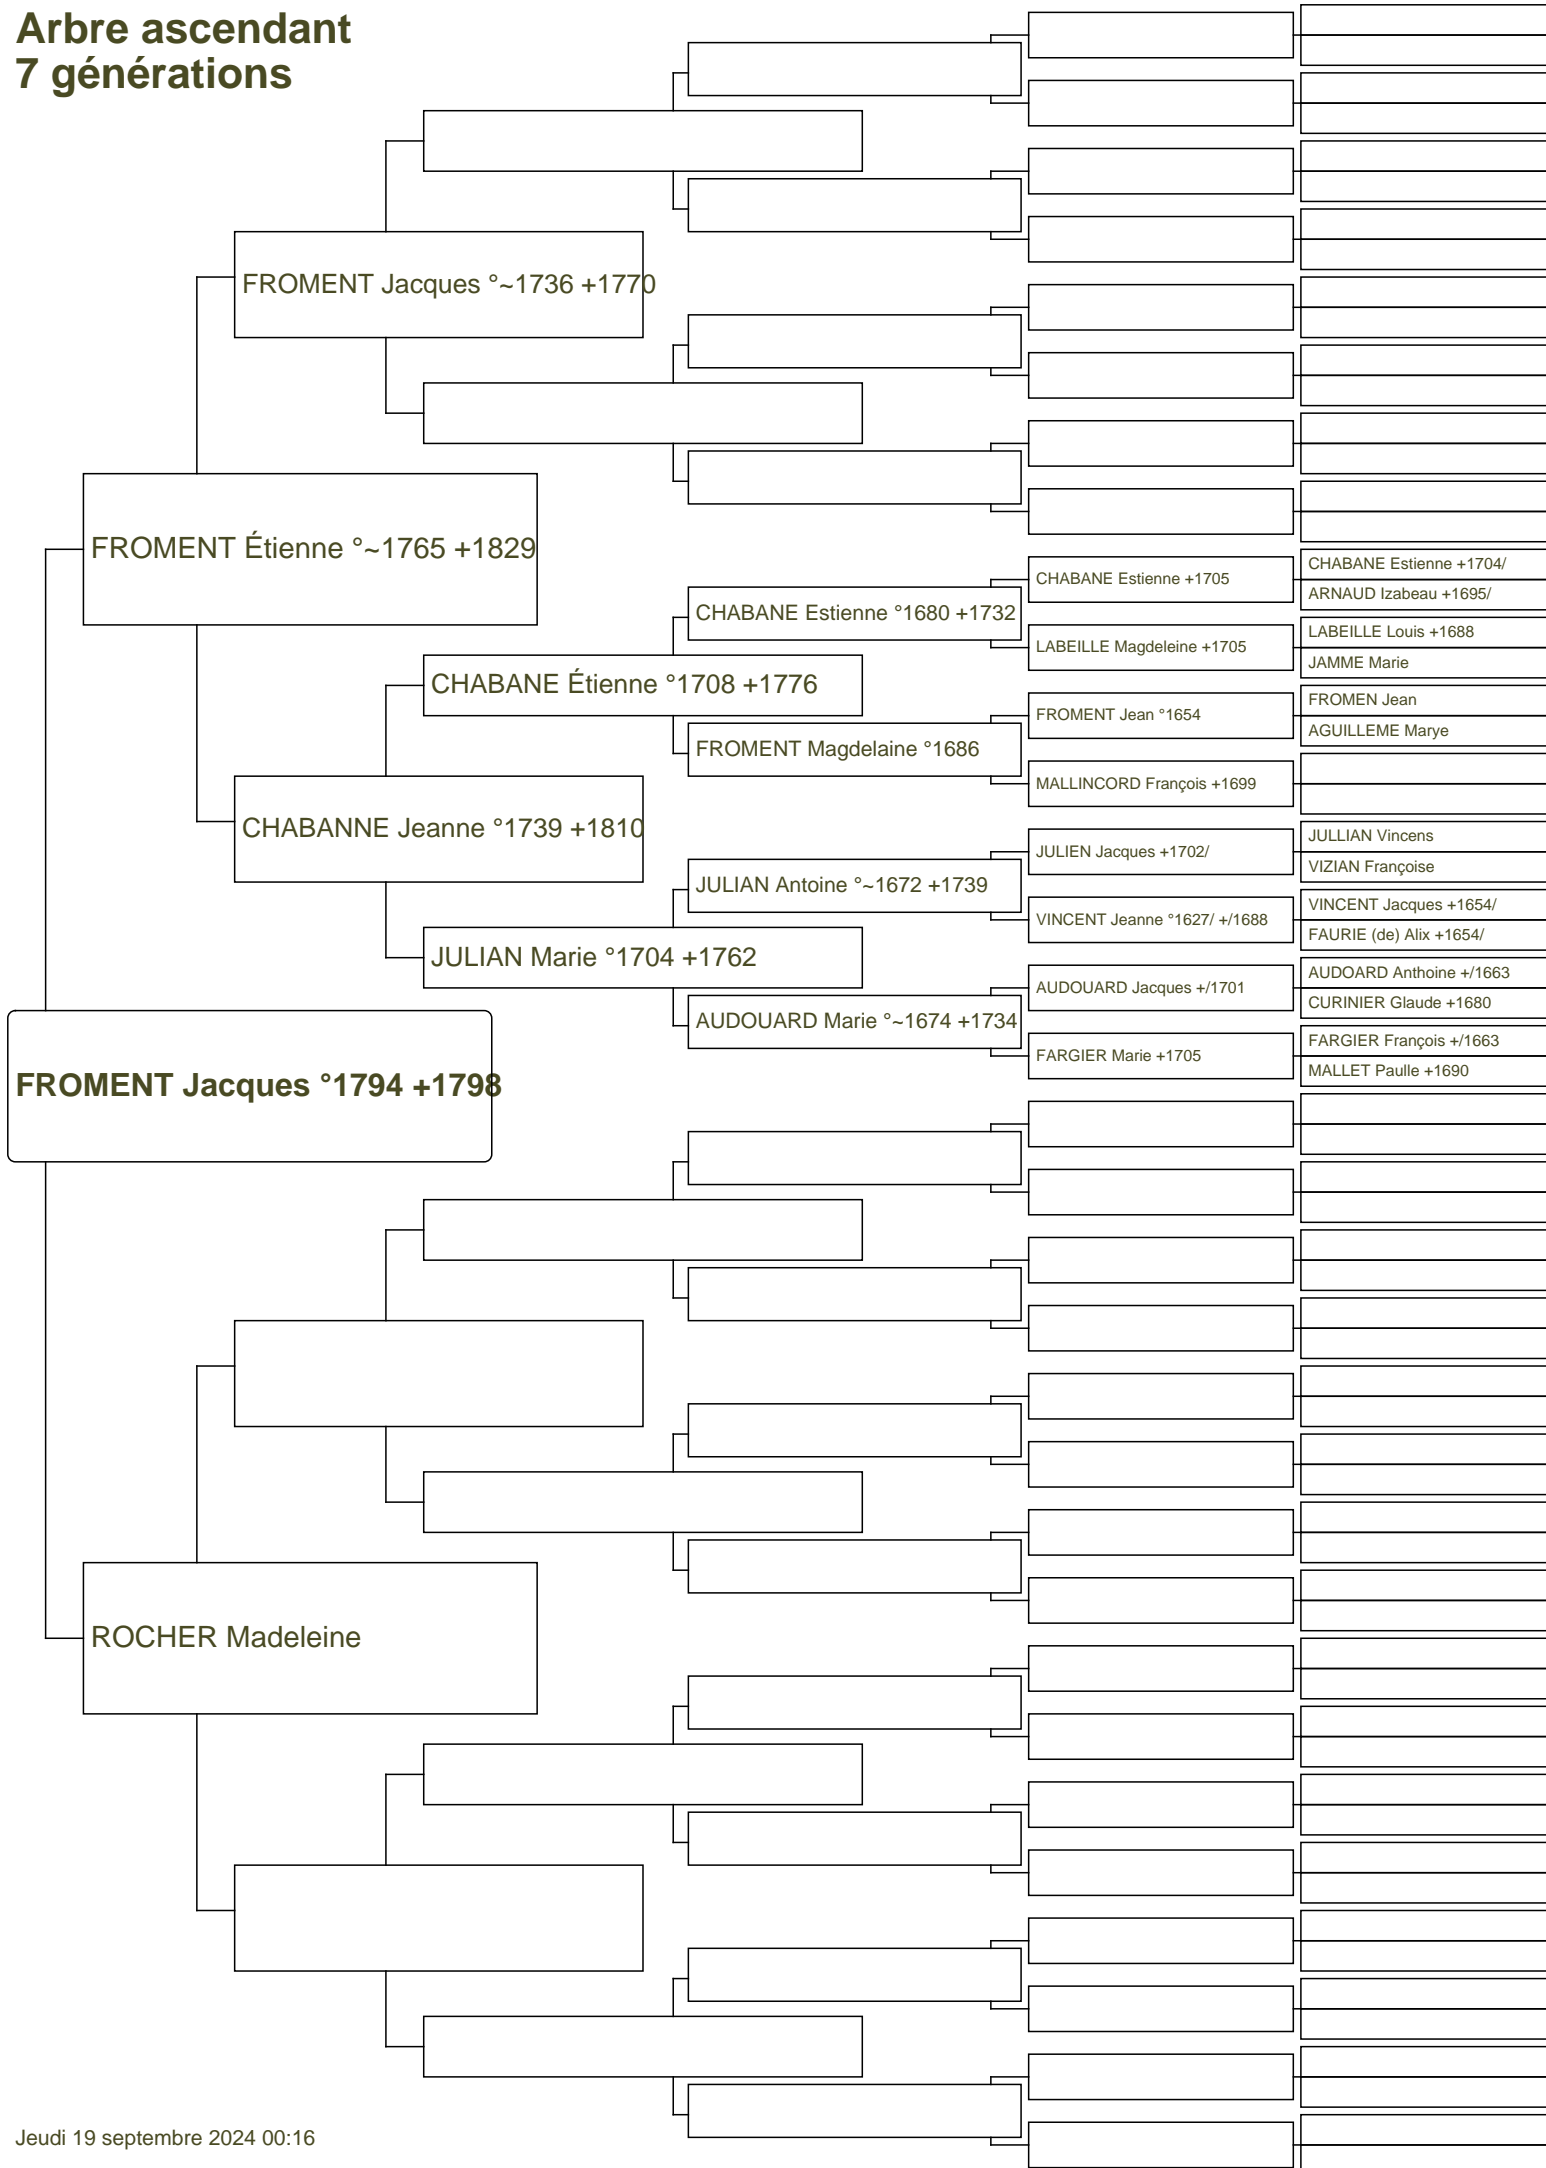 Arbre ascendant
7 générations
FROMENT Jacques °~1736 +1770
FROMENT Étienne °~1765 +1829
CHABANE Estienne +1704/
CHABANE Estienne +1705
ARNAUD Izabeau +1695/
CHABANE Estienne °1680 +1732
LABEILLE Louis +1688
LABEILLE Magdeleine +1705
JAMME Marie
CHABANE Étienne °1708 +1776
FROMEN Jean
FROMENT Jean °1654
AGUILLEME Marye
FROMENT Magdelaine °1686
MALLINCORD François +1699
CHABANNE Jeanne °1739 +1810
JULLIAN Vincens
JULIEN Jacques +1702/
VIZIAN Françoise
JULIAN Antoine °~1672 +1739
VINCENT Jacques +1654/
VINCENT Jeanne °1627/ +/1688
FAURIE (de) Alix +1654/
JULIAN Marie °1704 +1762
AUDOARD Anthoine +/1663
AUDOUARD Jacques +/1701
CURINIER Glaude +1680
AUDOUARD Marie °~1674 +1734
FARGIER François +/1663
FARGIER Marie +1705
MALLET Paulle +1690
FROMENT Jacques °1794 +1798
ROCHER Madeleine
Jeudi 19 septembre 2024 00:16